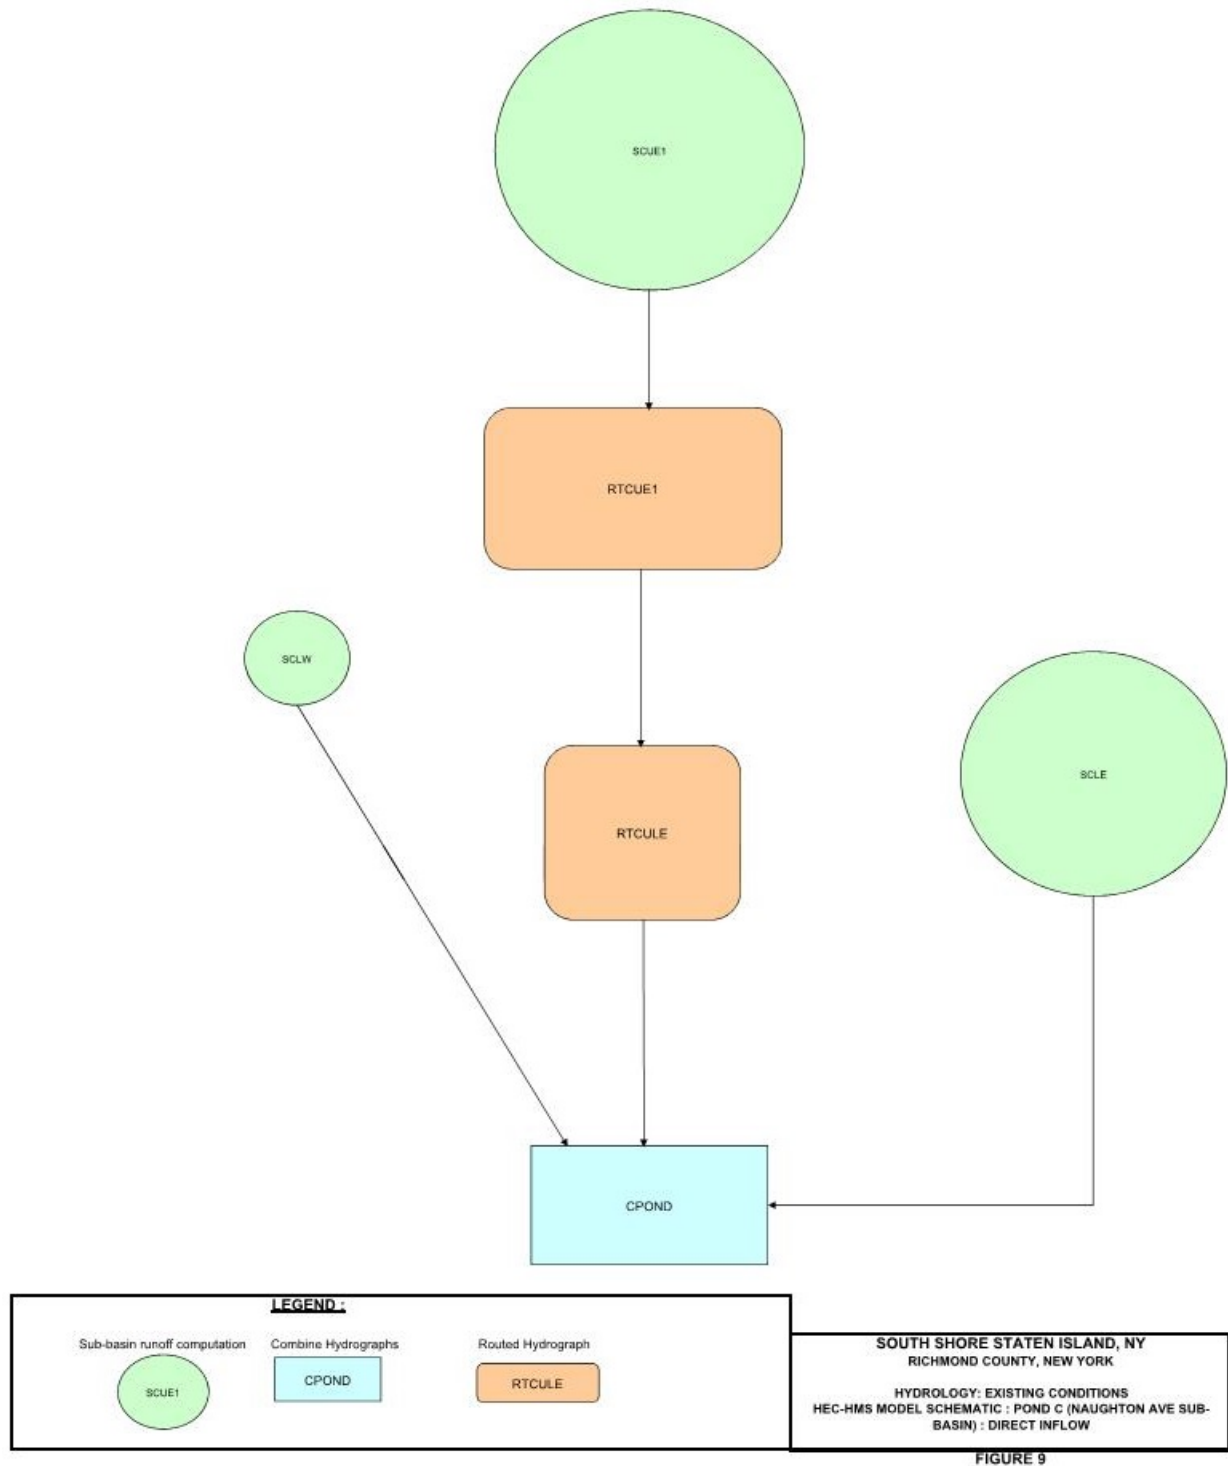 SCUE1
RTCUE1
SCLW
SCLE
RTCULE
CPOND
LEGEND :
Sub-basin runoff computation
Combine Hydrographs
Routed Hydrograph
SCUE1
CPOND
RTCULE
SOUTH SHORE STATEN ISLAND, NY
RICHMOND COUNTY, NEW YORK
HYDROLOGY: EXISTING CONDITIONS
HEC-HMS MODEL SCHEMATIC : POND C (NAUGHTON AVE SUB-
BASIN) : DIRECT INFLOW
FIGURE 9